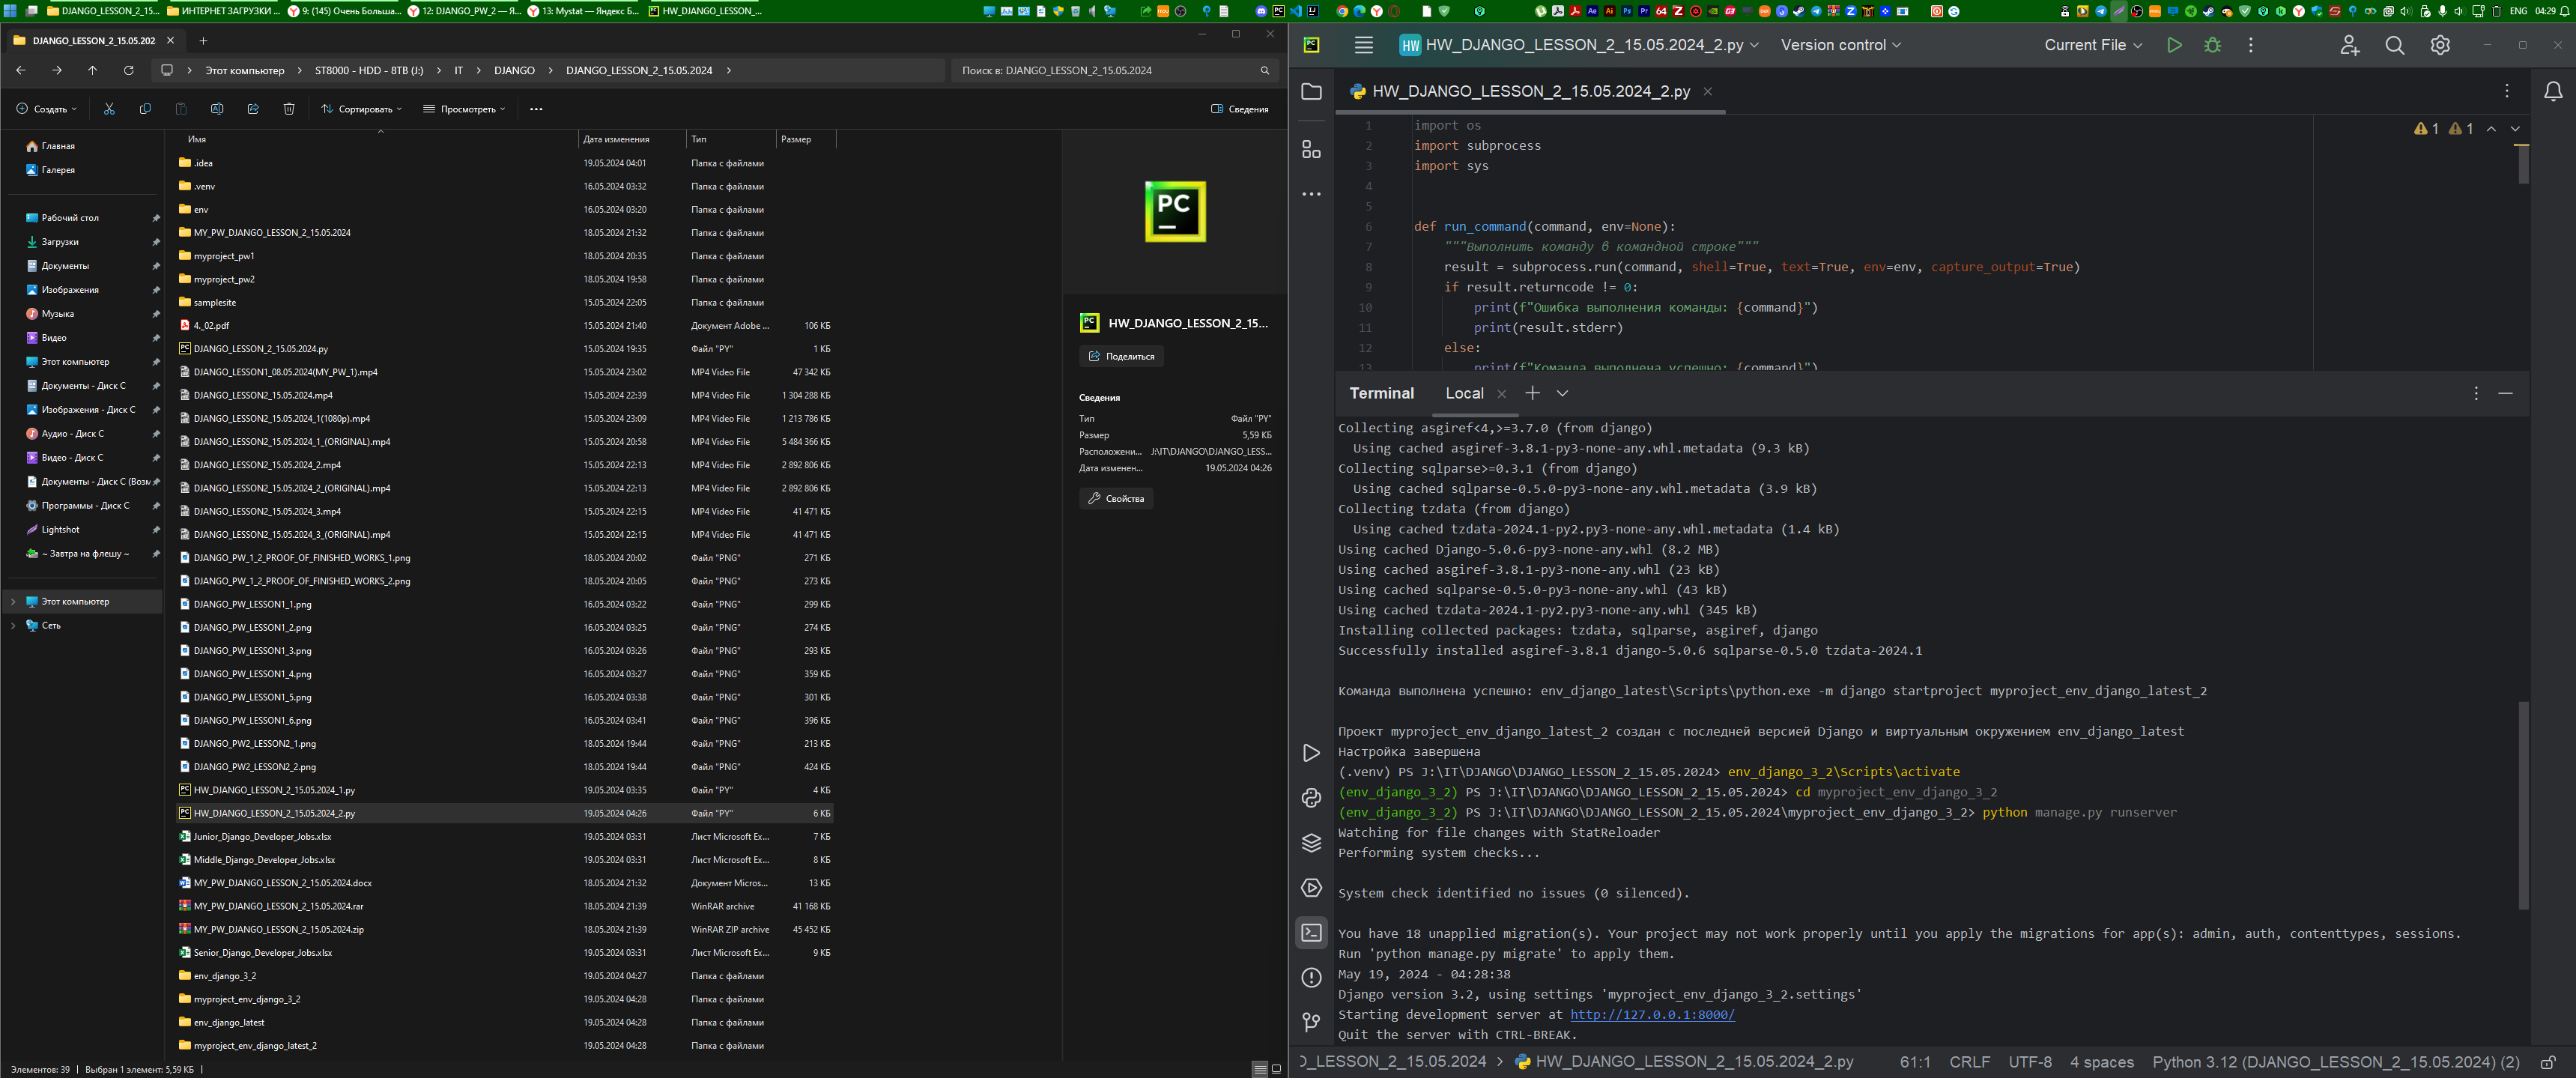 DJANGO_LESSON_2_15...
ИНТЕРНЕТ ЗАГРУЗКИ ...
9: (145) Очень Больша...
12: DJANGO_PW_2 — Я...
13: Mystat — Яндекс Б...
HW_DJANGO_LESSON_...
ENG 04:29
DJANGO_LESSON_2_15.05.202
Этот компьютер > ST8000 - HDD - 8TB (J:) > IT > DJANGO > DJANGO_LESSON_2_15.05.2024 >
Поиск в: DJANGO_LESSON_2_15.05.2024
Создать
Сортировать
Просмотреть
Сведения
Главная
Галерея
Рабочий стол
Загрузки
Документы
Изображения
Музыка
Видео
Этот компьютер
Документы - Диск C
Изображения - Диск C
Аудио - Диск C
Видео - Диск C
Документы - Диск C (Возм
Программы - Диск C
Lightshot
~ Завтра на флешу ~
Этот компьютер
Сеть
Имя Дата изменения Тип Размер
.idea 19.05.2024 04:01 Папка с файлами
.venv 16.05.2024 03:32 Папка с файлами
env 16.05.2024 03:20 Папка с файлами
MY_PW_DJANGO_LESSON_2_15.05.2024 18.05.2024 21:32 Папка с файлами
myproject_pw1 18.05.2024 20:35 Папка с файлами
myproject_pw2 18.05.2024 19:58 Папка с файлами
samplesite 15.05.2024 22:05 Папка с файлами
4._02.pdf 15.05.2024 21:40 Документ Adobe ... 106 КБ
DJANGO_LESSON_2_15.05.2024.py 15.05.2024 19:35 Файл "PY" 1 КБ
DJANGO_LESSON1_08.05.2024(MY_PW_1).mp4 15.05.2024 23:02 MP4 Video File 47 342 КБ
DJANGO_LESSON2_15.05.2024.mp4 15.05.2024 22:39 MP4 Video File 1 304 288 КБ
DJANGO_LESSON2_15.05.2024_1(1080p).mp4 15.05.2024 23:09 MP4 Video File 1 213 786 КБ
DJANGO_LESSON2_15.05.2024_1_(ORIGINAL).mp4 15.05.2024 20:58 MP4 Video File 5 484 366 КБ
DJANGO_LESSON2_15.05.2024_2.mp4 15.05.2024 22:13 MP4 Video File 2 892 806 КБ
DJANGO_LESSON2_15.05.2024_2_(ORIGINAL).mp4 15.05.2024 22:13 MP4 Video File 2 892 806 КБ
DJANGO_LESSON2_15.05.2024_3.mp4 15.05.2024 22:15 MP4 Video File 41 471 КБ
DJANGO_LESSON2_15.05.2024_3_(ORIGINAL).mp4 15.05.2024 22:15 MP4 Video File 41 471 КБ
DJANGO_PW_1_2_PROOF_OF_FINISHED_WORKS_1.png 18.05.2024 20:02 Файл "PNG" 271 КБ
DJANGO_PW_1_2_PROOF_OF_FINISHED_WORKS_2.png 18.05.2024 20:05 Файл "PNG" 273 КБ
DJANGO_PW_LESSON1_1.png 16.05.2024 03:22 Файл "PNG" 299 КБ
DJANGO_PW_LESSON1_2.png 16.05.2024 03:25 Файл "PNG" 274 КБ
DJANGO_PW_LESSON1_3.png 16.05.2024 03:26 Файл "PNG" 293 КБ
DJANGO_PW_LESSON1_4.png 16.05.2024 03:27 Файл "PNG" 359 КБ
DJANGO_PW_LESSON1_5.png 16.05.2024 03:38 Файл "PNG" 301 КБ
DJANGO_PW_LESSON1_6.png 16.05.2024 03:41 Файл "PNG" 396 КБ
DJANGO_PW2_LESSON2_1.png 18.05.2024 19:44 Файл "PNG" 213 КБ
DJANGO_PW2_LESSON2_2.png 18.05.2024 19:44 Файл "PNG" 424 КБ
HW_DJANGO_LESSON_2_15.05.2024_1.py 19.05.2024 03:35 Файл "PY" 4 КБ
HW_DJANGO_LESSON_2_15.05.2024_2.py 19.05.2024 04:26 Файл "PY" 6 КБ
Junior_Django_Developer_Jobs.xlsx 19.05.2024 03:31 Лист Microsoft Ex... 7 КБ
Middle_Django_Developer_Jobs.xlsx 19.05.2024 03:31 Лист Microsoft Ex... 8 КБ
MY_PW_DJANGO_LESSON_2_15.05.2024.docx 18.05.2024 21:32 Документ Micros... 13 КБ
MY_PW_DJANGO_LESSON_2_15.05.2024.rar 18.05.2024 21:39 WinRAR archive 41 168 КБ
MY_PW_DJANGO_LESSON_2_15.05.2024.zip 18.05.2024 21:39 WinRAR ZIP archive 45 452 КБ
Senior_Django_Developer_Jobs.xlsx 19.05.2024 03:31 Лист Microsoft Ex... 9 КБ
env_django_3_2 19.05.2024 04:27 Папка с файлами
myproject_env_django_3_2 19.05.2024 04:28 Папка с файлами
env_django_latest 19.05.2024 04:28 Папка с файлами
myproject_env_django_latest_2 19.05.2024 04:28 Папка с файлами
PC
HW_DJANGO_LESSON_2_15...
Поделиться
Сведения
Тип Файл "PY"
Размер 5,59 КБ
Расположени... J:\IT\DJANGO\DJANGO_LESS...
Дата изменен... 19.05.2024 04:26
Свойства
Элементов: 39 | Выбран 1 элемент: 5,59 КБ |
HW HW_DJANGO_LESSON_2_15.05.2024_2.py Version control Current File
HW_DJANGO_LESSON_2_15.05.2024_2.py
1 import os
2 import subprocess
3 import sys
4
5
6 def run_command(command, env=None):
7 """Выполнить команду в командной строке"""
8 result = subprocess.run(command, shell=True, text=True, env=env, capture_output=True)
9 if result.returncode != 0:
10 print(f"Ошибка выполнения команды: {command}")
11 print(result.stderr)
12 else:
13 print(f"Команда выполнена успешно: {command}")
1 1
Terminal Local
Collecting asgiref<4,>=3.7.0 (from django)
Using cached asgiref-3.8.1-py3-none-any.whl.metadata (9.3 kB)
Collecting sqlparse>=0.3.1 (from django)
Using cached sqlparse-0.5.0-py3-none-any.whl.metadata (3.9 kB)
Collecting tzdata (from django)
Using cached tzdata-2024.1-py2.py3-none-any.whl.metadata (1.4 kB)
Using cached Django-5.0.6-py3-none-any.whl (8.2 MB)
Using cached asgiref-3.8.1-py3-none-any.whl (23 kB)
Using cached sqlparse-0.5.0-py3-none-any.whl (43 kB)
Using cached tzdata-2024.1-py2.py3-none-any.whl (345 kB)
Installing collected packages: tzdata, sqlparse, asgiref, django
Successfully installed asgiref-3.8.1 django-5.0.6 sqlparse-0.5.0 tzdata-2024.1
Команда выполнена успешно: env_django_latest\Scripts\python.exe -m django startproject myproject_env_django_latest_2
Проект myproject_env_django_latest_2 создан с последней версией Django и виртуальным окружением env_django_latest
Настройка завершена
(.venv) PS J:\IT\DJANGO\DJANGO_LESSON_2_15.05.2024> env_django_3_2\Scripts\activate
(env_django_3_2) PS J:\IT\DJANGO\DJANGO_LESSON_2_15.05.2024> cd myproject_env_django_3_2
(env_django_3_2) PS J:\IT\DJANGO\DJANGO_LESSON_2_15.05.2024\myproject_env_django_3_2> python manage.py runserver
Watching for file changes with StatReloader
Performing system checks...
System check identified no issues (0 silenced).
You have 18 unapplied migration(s). Your project may not work properly until you apply the migrations for app(s): admin, auth, contenttypes, sessions.
Run 'python manage.py migrate' to apply them.
May 19, 2024 - 04:28:38
Django version 3.2, using settings 'myproject_env_django_3_2.settings'
Starting development server at http://127.0.0.1:8000/
Quit the server with CTRL-BREAK.
O_LESSON_2_15.05.2024 > HW_DJANGO_LESSON_2_15.05.2024_2.py 61:1 CRLF UTF-8 4 spaces Python 3.12 (DJANGO_LESSON_2_15.05.2024) (2)